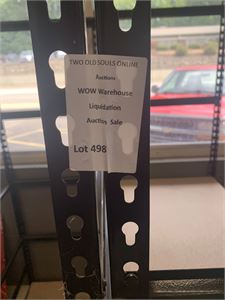 TWO OLD SOULS ONLINE
Auctions
WOW Warehouse
Liquidation
Auction Sale
Lot 498